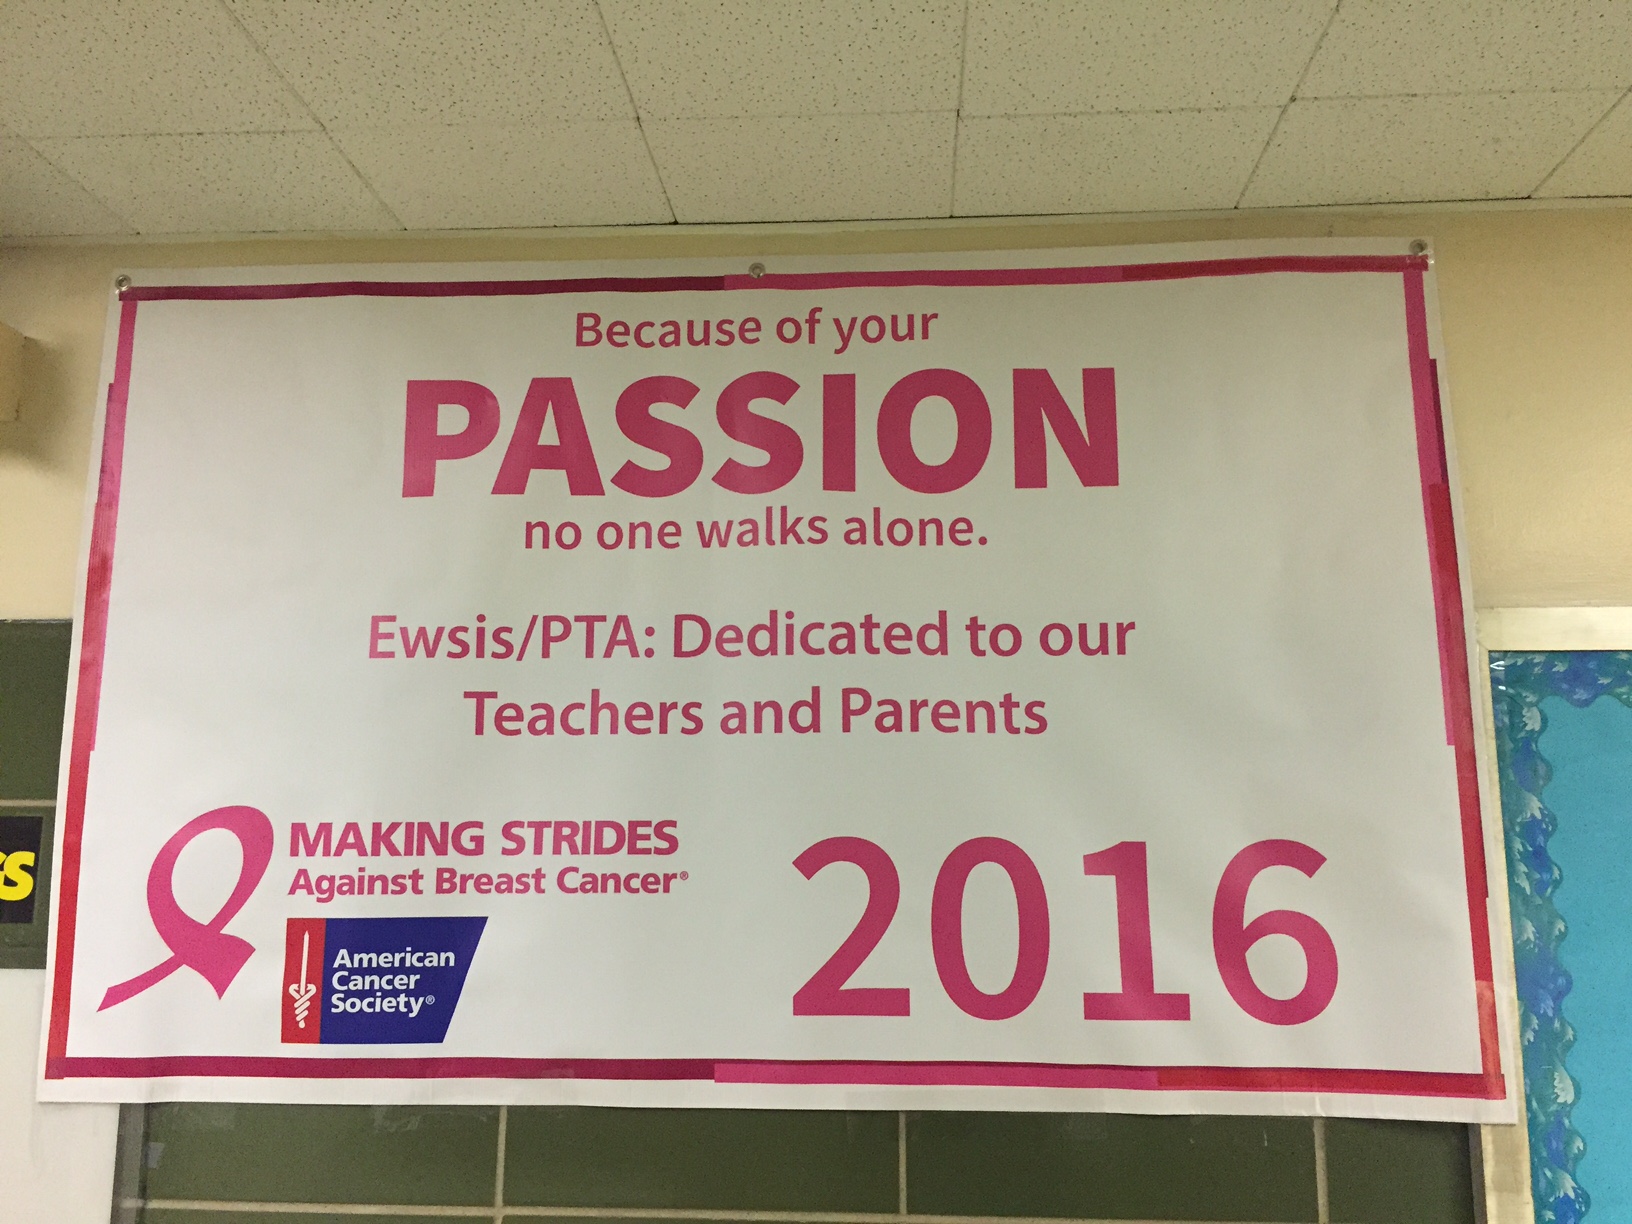 Because of your
PASSION
no one walks alone.
Ewsis/PTA: Dedicated to our
Teachers and Parents
MAKING STRIDES
Against Breast Cancer®
American
Cancer
Society®
2016